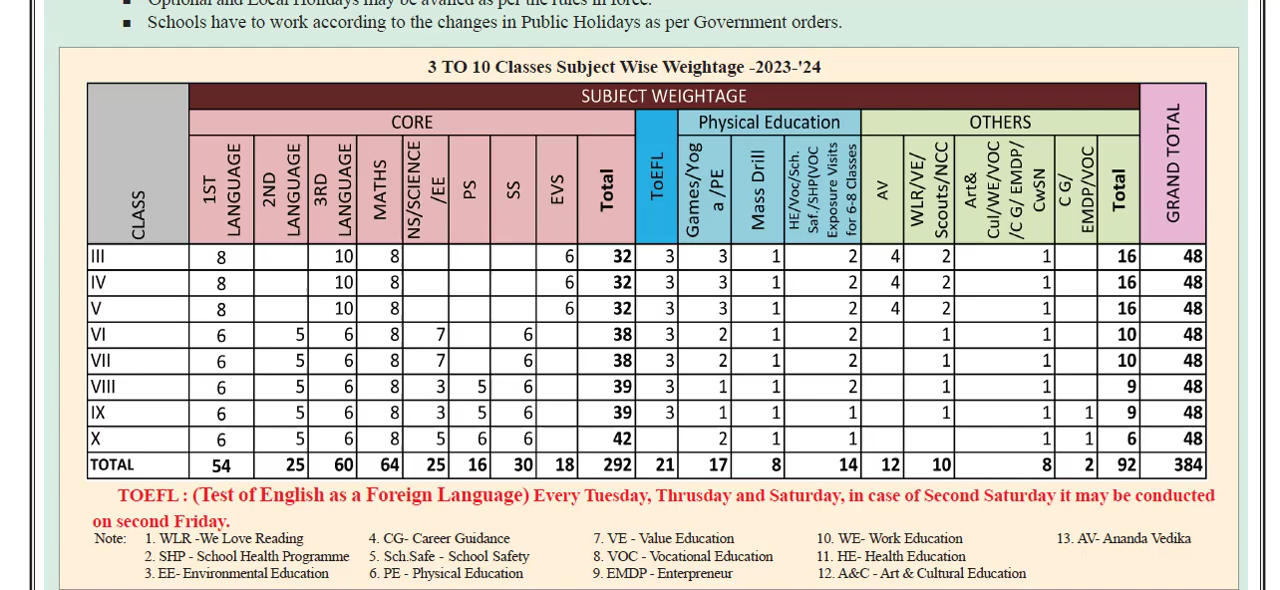 ▪ Optional and Local Holidays may be availed as per the rules in force.
▪ Schools have to work according to the changes in Public Holidays as per Government orders.
3 TO 10 Classes Subject Wise Weightage -2023-'24
SUBJECT WEIGHTAGE
CORE Physical Education OTHERS
CLASS 1ST LANGUAGE 2ND LANGUAGE 3RD LANGUAGE MATHS NS/SCIENCE /EE PS SS EVS Total ToEFL Games/Yog a /PE Mass Drill HE/Voc/Sch. Saf./SHP(VOC Exposure Visits for 6-8 Classes AV WLR/VE/ Scouts/NCC Art& Cul/WE/VOC /C G/ EMDP/ CwSN C G/ EMDP/VOC Total GRAND TOTAL
III 8 10 8 6 32 3 3 1 2 4 2 1 16 48
IV 8 10 8 6 32 3 3 1 2 4 2 1 16 48
V 8 10 8 6 32 3 3 1 2 4 2 1 16 48
VI 6 5 6 8 7 6 38 3 2 1 2 1 1 10 48
VII 6 5 6 8 7 6 38 3 2 1 2 1 1 10 48
VIII 6 5 6 8 3 5 6 39 3 1 1 2 1 1 9 48
IX 6 5 6 8 3 5 6 39 3 1 1 1 1 1 1 9 48
X 6 5 6 8 5 6 6 42 2 1 1 1 1 6 48
TOTAL 54 25 60 64 25 16 30 18 292 21 17 8 14 12 10 8 2 92 384
TOEFL : (Test of English as a Foreign Language) Every Tuesday, Thrusday and Saturday, in case of Second Saturday it may be conducted
on second Friday.
Note: 1. WLR -We Love Reading 4. CG- Career Guidance 7. VE - Value Education 10. WE- Work Education 13. AV- Ananda Vedika
2. SHP - School Health Programme 5. Sch.Safe - School Safety 8. VOC - Vocational Education 11. HE- Health Education
3. EE- Environmental Education 6. PE - Physical Education 9. EMDP - Enterpreneur 12. A&C - Art & Cultural Education